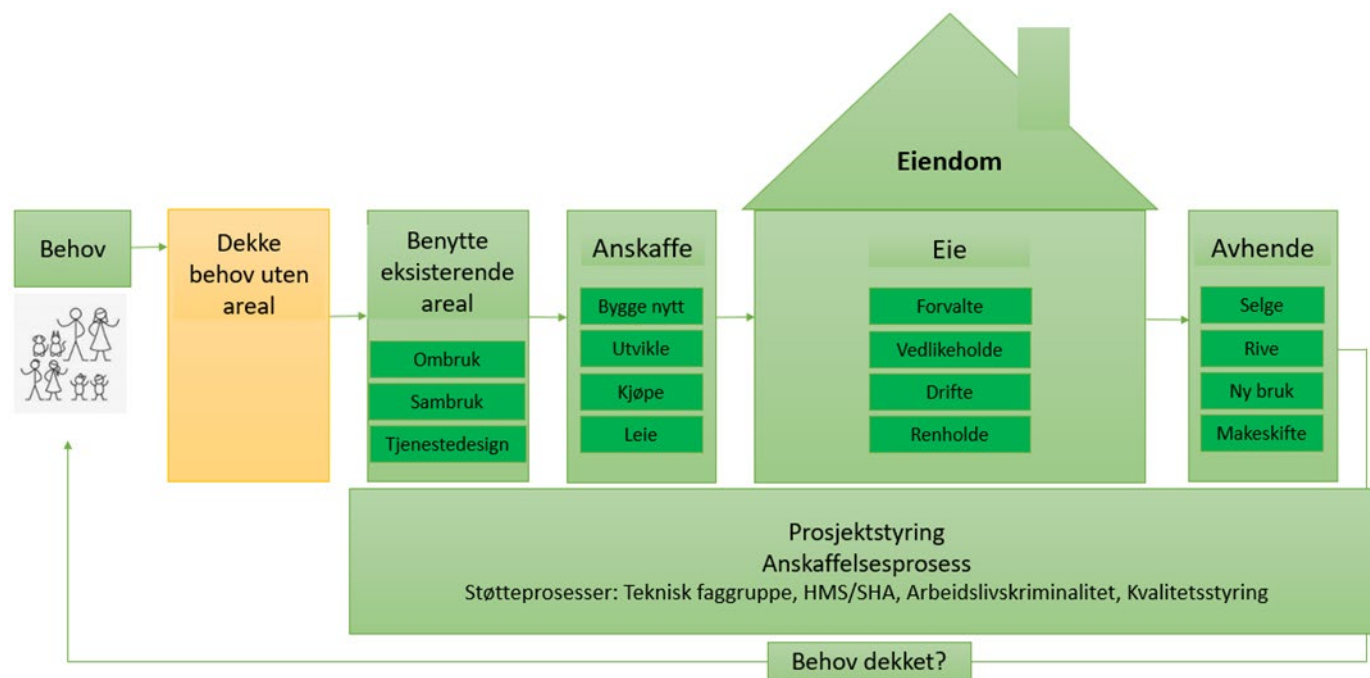 Eiendom
Behov
Dekke
behov uten
areal
Benytte
eksisterende
areal
Ombruk
Sambruk
Tjenestedesign
Anskaffe
Bygge nytt
Utvikle
Kjøpe
Leie
Eie
Forvalte
Vedlikeholde
Drifte
Renholde
Avhende
Selge
Rive
Ny bruk
Makeskifte
Prosjektstyring
Anskaffelsesprosess
Støtteprosesser: Teknisk faggruppe, HMS/SHA, Arbeidslivskriminalitet, Kvalitetsstyring
Behov dekket?